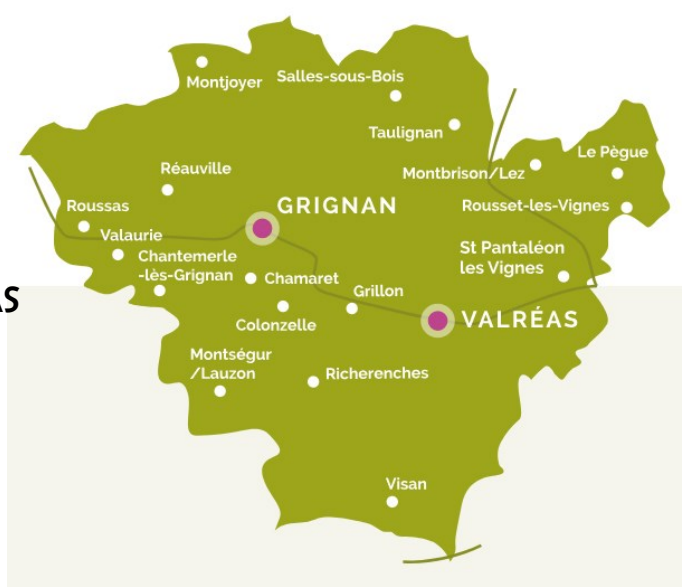 Montjoyer
Salles-sous-Bois
Taulignan
Le Pègue
Montbrison/Lez
Réauville
Roussas
GRIGNAN
Rousset-les-Vignes
Valaurie
Chantemerle
-lès-Grignan
St Pantaléon
les Vignes
Chamaret
Grillon
AS
Colonzelle
VALRÉAS
Montségur
/Lauzon
Richerenches
Visan